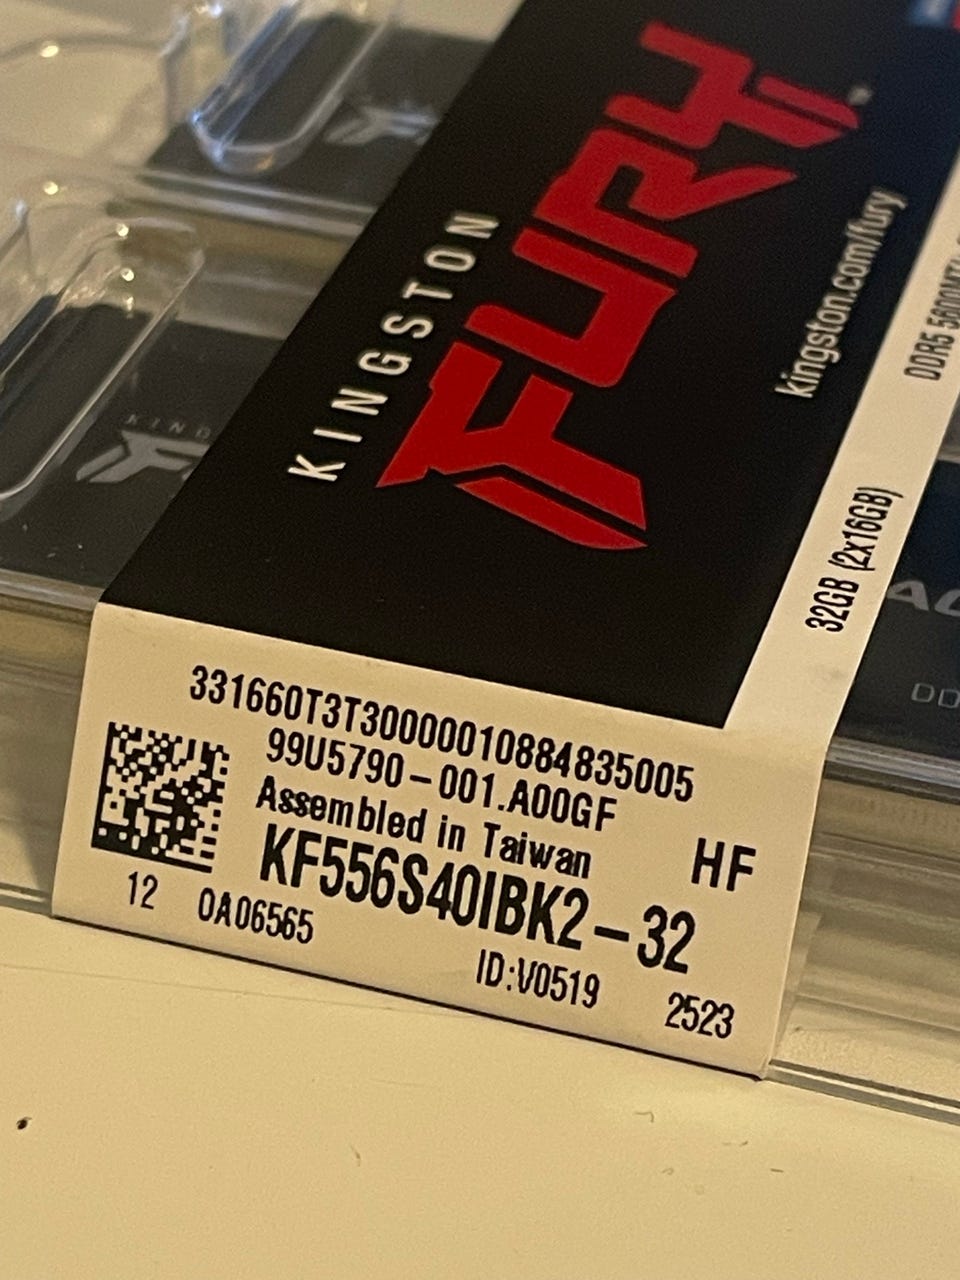 KINGSTON
FURY
kingston.com/fury
32GB (2x16GB)
DDR5
331660T3T30000010884835005
99U5790-001.A00GF
Assembled in Taiwan
HF
KF556S40IBK2-32
12 0A06565
ID:V0519 2523